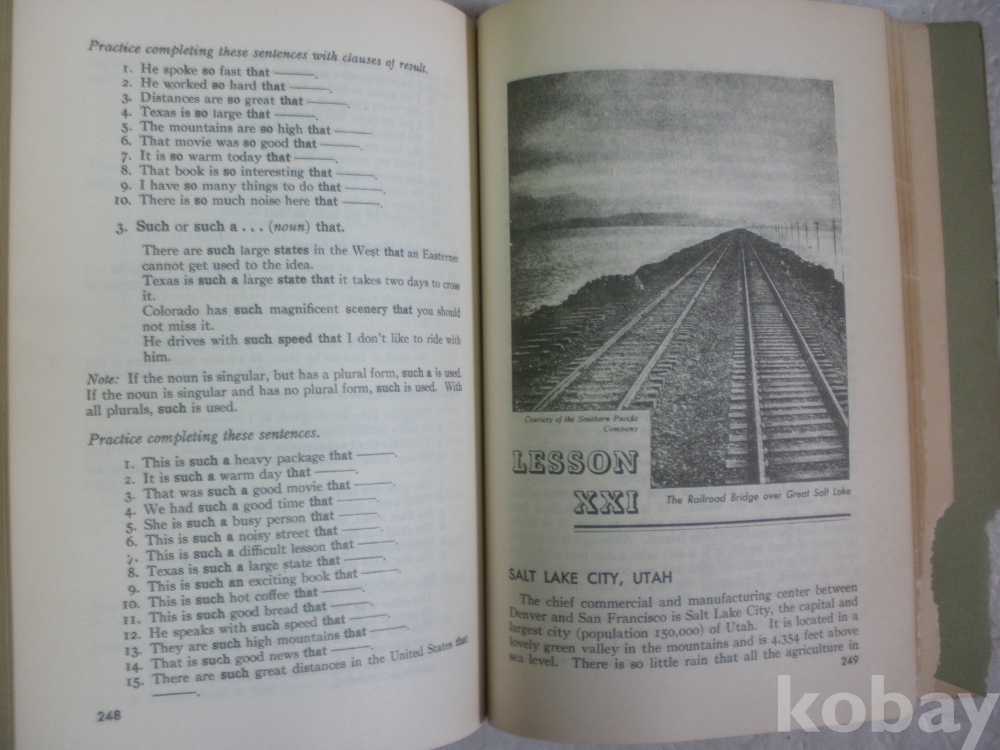 Practice completing these sentences with clauses of result.
1. He spoke so fast that ———.
2. He worked so hard that ———.
3. Distances are so great that ———.
4. Texas is so large that ———.
5. The mountains are so high that ———
6. That movie was so good that ———.
7. It is so warm today that ———.
8. That book is so interesting that ———.
9. I have so many things to do that ———.
10. There is so much noise here that ———.
3. Such or such a . . . (noun) that.
There are such large states in the West that an Easterner
cannot get used to the idea.
Texas is such a large state that it takes two days to cross
it.
Colorado has such magnificent scenery that you should
not miss it.
He drives with such speed that I don't like to ride with
him.
Note: If the noun is singular, but has a plural form, such a is used.
If the noun is singular and has no plural form, such is used. With
all plurals, such is used.
Practice completing these sentences.
1. This is such a heavy package that ———.
2. It is such a warm day that ———.
3. That was such a good movie that ———.
4. We had such a good time that ———.
5. She is such a busy person that ———.
6. This is such a noisy street that ———.
7. This is such a difficult lesson that ———.
8. Texas is such a large state that ———.
9. This is such an exciting book that ———.
10. This is such hot coffee that ———.
11. This is such good bread that ———.
12. He speaks with such speed that ———.
13. They are such high mountains that ———.
14. That is such good news that ———.
15. There are such great distances in the United States that
———.
248
Courtesy of the Southern Pacific
Company
LESSON
XXI
The Railroad Bridge over Great Salt Lake
SALT LAKE CITY, UTAH
The chief commercial and manufacturing center between
Denver and San Francisco is Salt Lake City, the capital and
largest city (population 150,000) of Utah. It is located in a
lovely green valley in the mountains and is 4,354 feet above
sea level. There is so little rain that all the agriculture in
249
kobay